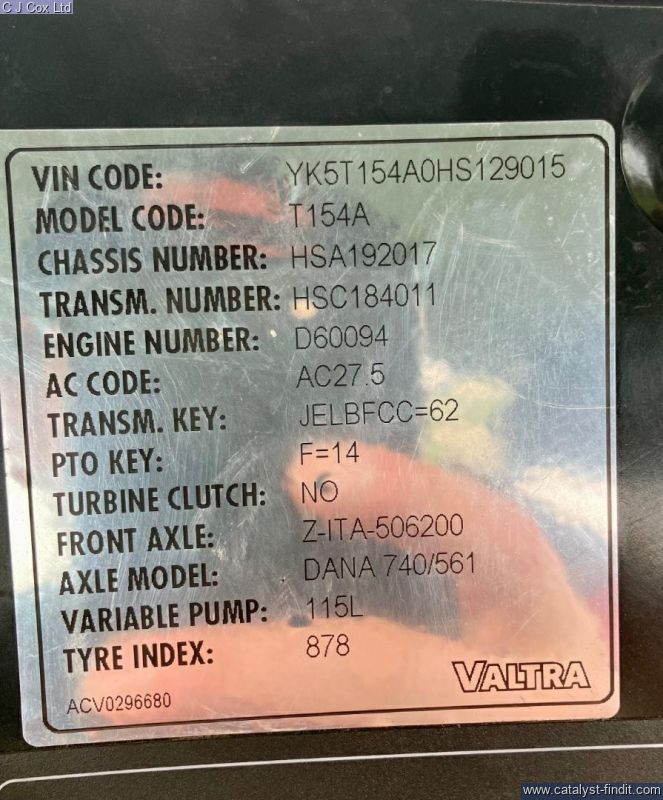 C J Cox Ltd
VIN CODE: YK5T154A0HS129015
MODEL CODE: T154A
CHASSIS NUMBER: HSA192017
TRANSM. NUMBER: HSC184011
ENGINE NUMBER: D60094
AC CODE: AC27.5
TRANSM. KEY: JELBFCC=62
PTO KEY: F=14
TURBINE CLUTCH: NO
FRONT AXLE: Z-ITA-506200
AXLE MODEL: DANA 740/561
VARIABLE PUMP: 115L
TYRE INDEX: 878
VALTRA
ACV0296680
www.catalyst-findit.com